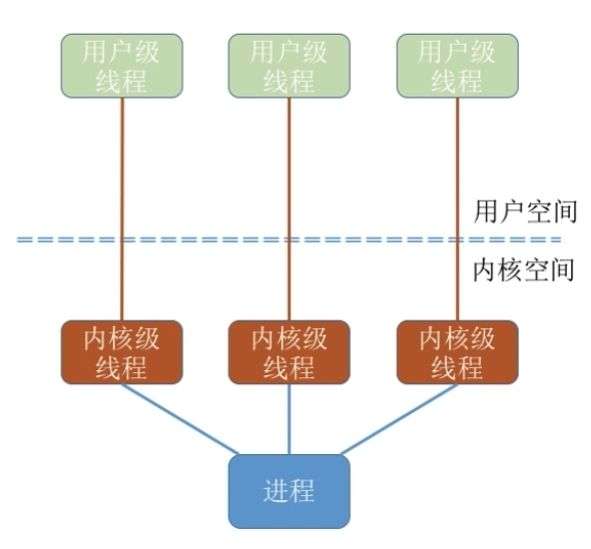 用户级 用户级 用户级
线程 线程 线程
用户空间
内核空间
内核级 内核级 内核级
线程 线程 线程
进程